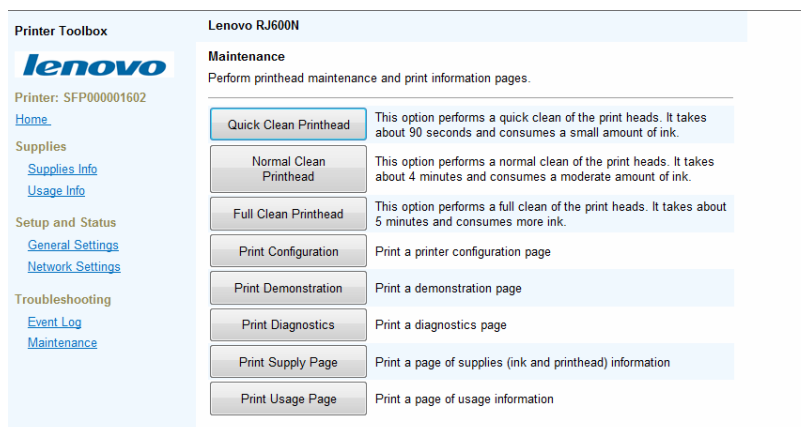 Printer Toolbox
lenovo
Printer: SFP000001602
Home
Supplies
Supplies Info
Usage Info
Setup and Status
General Settings
Network Settings
Troubleshooting
Event Log
Maintenance
Lenovo RJ600N
Maintenance
Perform printhead maintenance and print information pages.
Quick Clean Printhead
This option performs a quick clean of the print heads. It takes
about 90 seconds and consumes a small amount of ink.
Normal Clean
Printhead
This option performs a normal clean of the print heads. It takes
about 4 minutes and consumes a moderate amount of ink.
Full Clean Printhead
This option performs a full clean of the print heads. It takes about
5 minutes and consumes more ink.
Print Configuration
Print a printer configuration page
Print Demonstration
Print a demonstration page
Print Diagnostics
Print a diagnostics page
Print Supply Page
Print a page of supplies (ink and printhead) information
Print Usage Page
Print a page of usage information